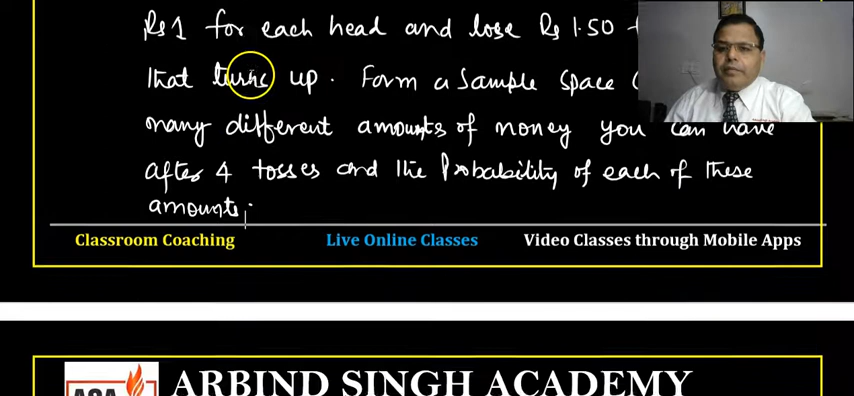 Rs 1 for each head and lose Rs 1.50
that turns up. Form a sample space
many different amounts of money you can have
after 4 tosses and the Probability of each of these
amounts.
Classroom Coaching Live Online Classes Video Classes through Mobile Apps
ASA ARBIND SINGH ACADEMY